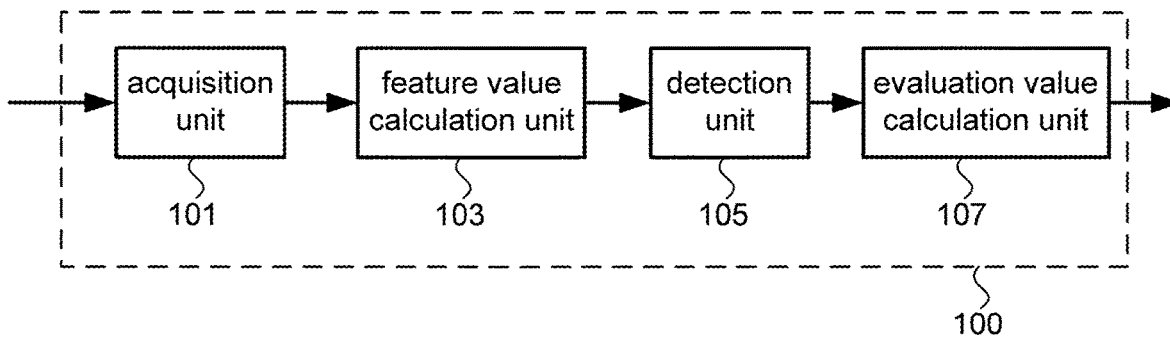 acquisition
unit
feature value
calculation unit
detection
unit
evaluation value
calculation unit
101
103
105
107
100